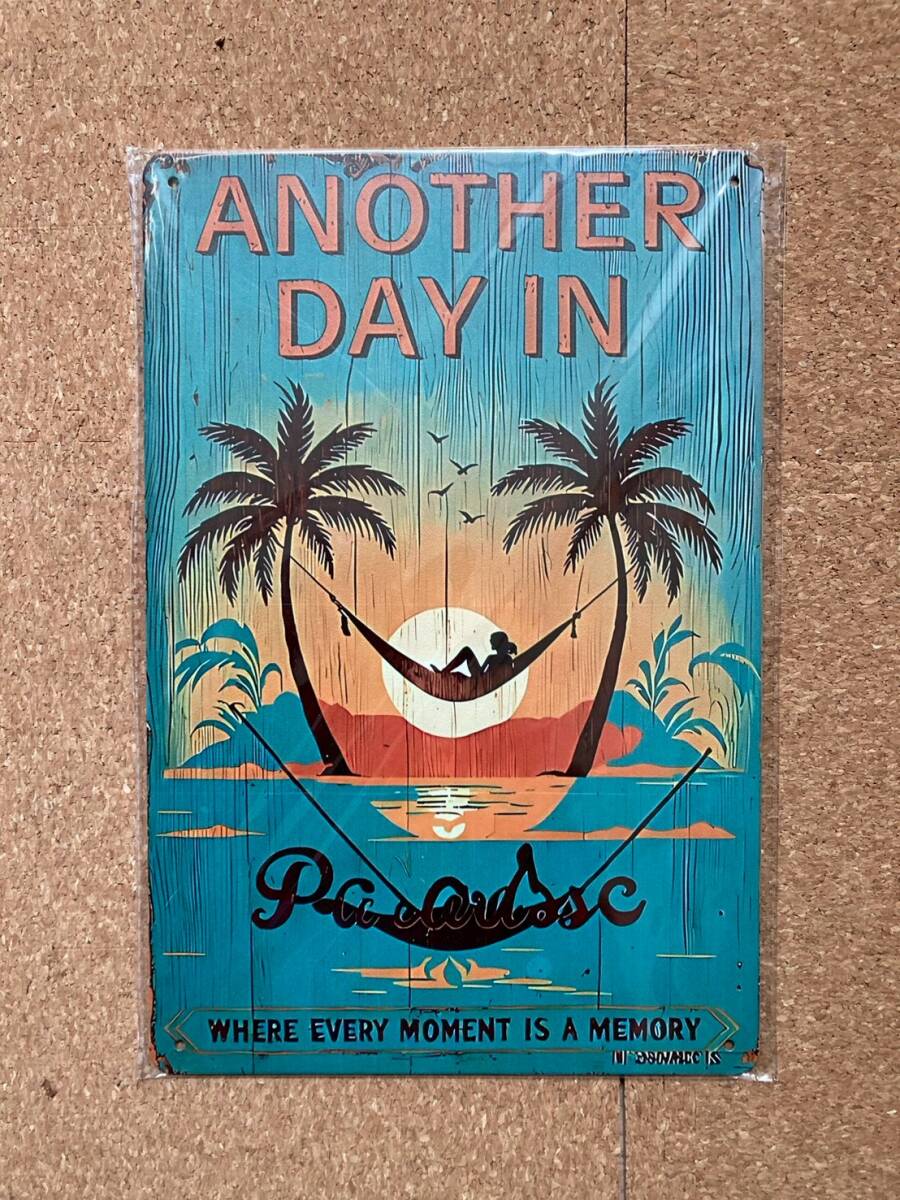 ANOTHER
DAY IN
WHERE EVERY MOMENT IS A MEMORY